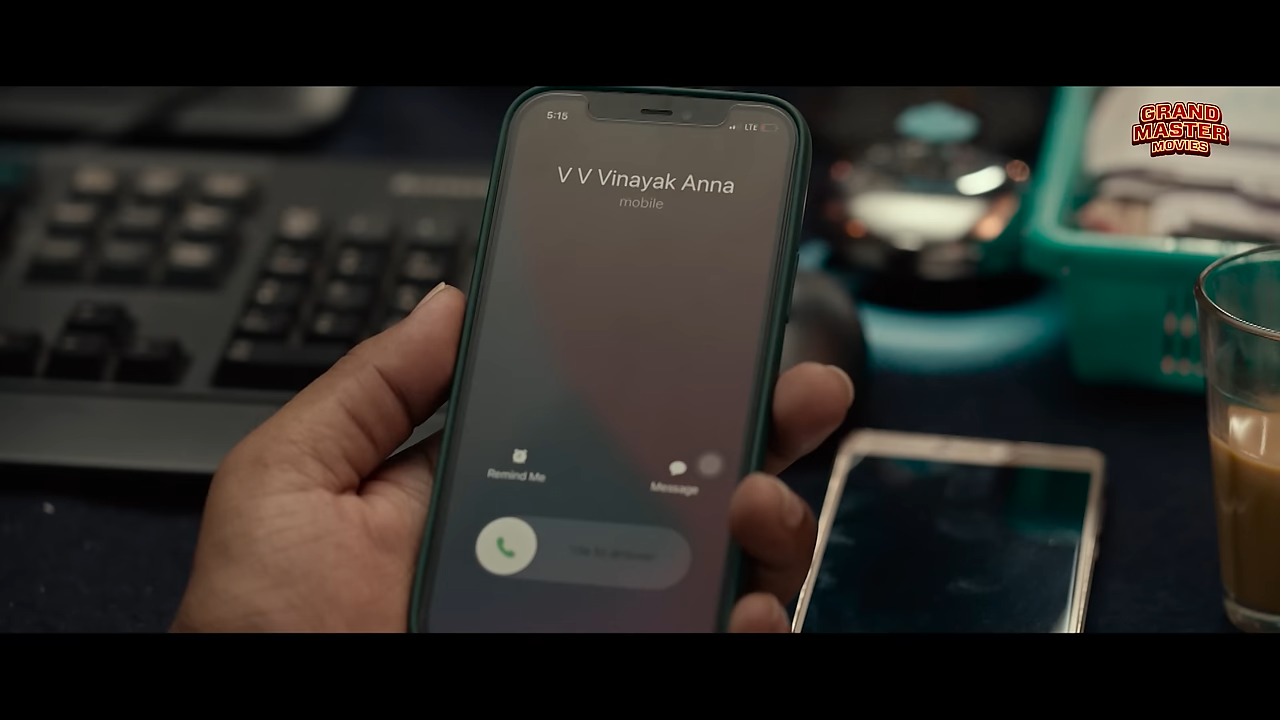 GRAND
MASTER
MOVIES
5:15
LTE
V V Vinayak Anna
mobile
Remind Me
Message